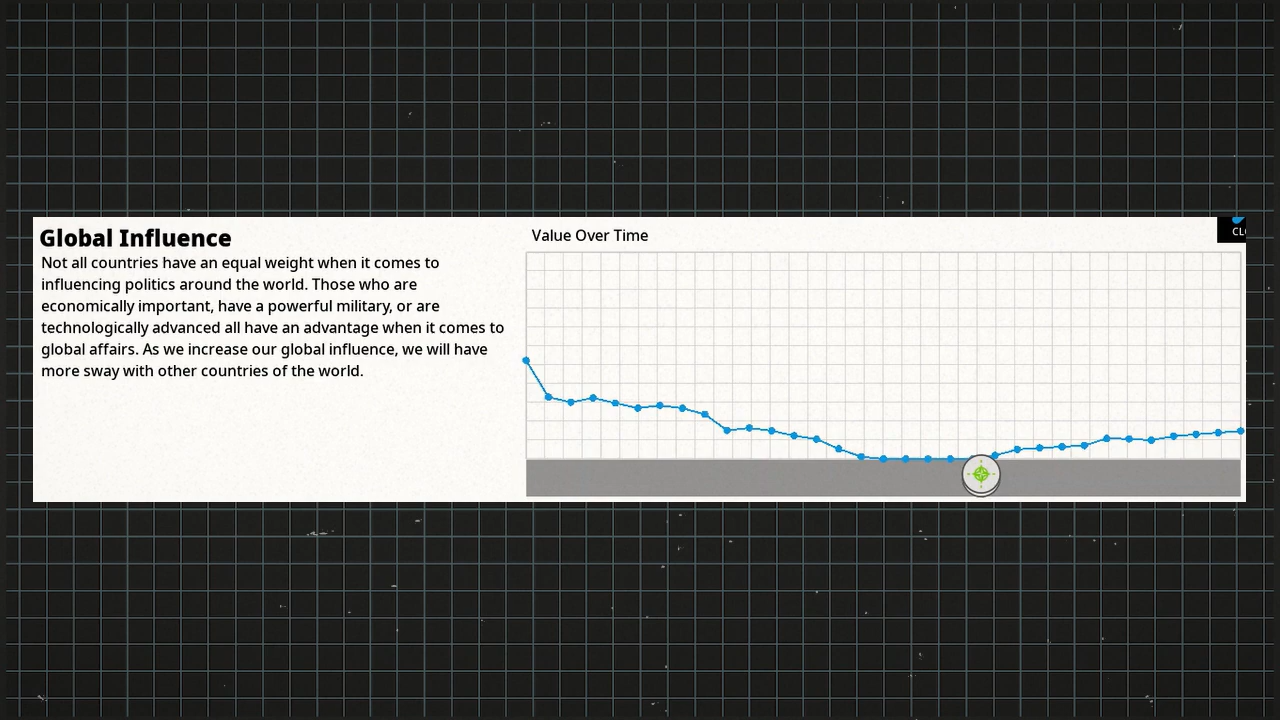 Global Influence
Not all countries have an equal weight when it comes to
influencing politics around the world. Those who are
economically important, have a powerful military, or are
technologically advanced all have an advantage when it comes to
global affairs. As we increase our global influence, we will have
more sway with other countries of the world.
Value Over Time